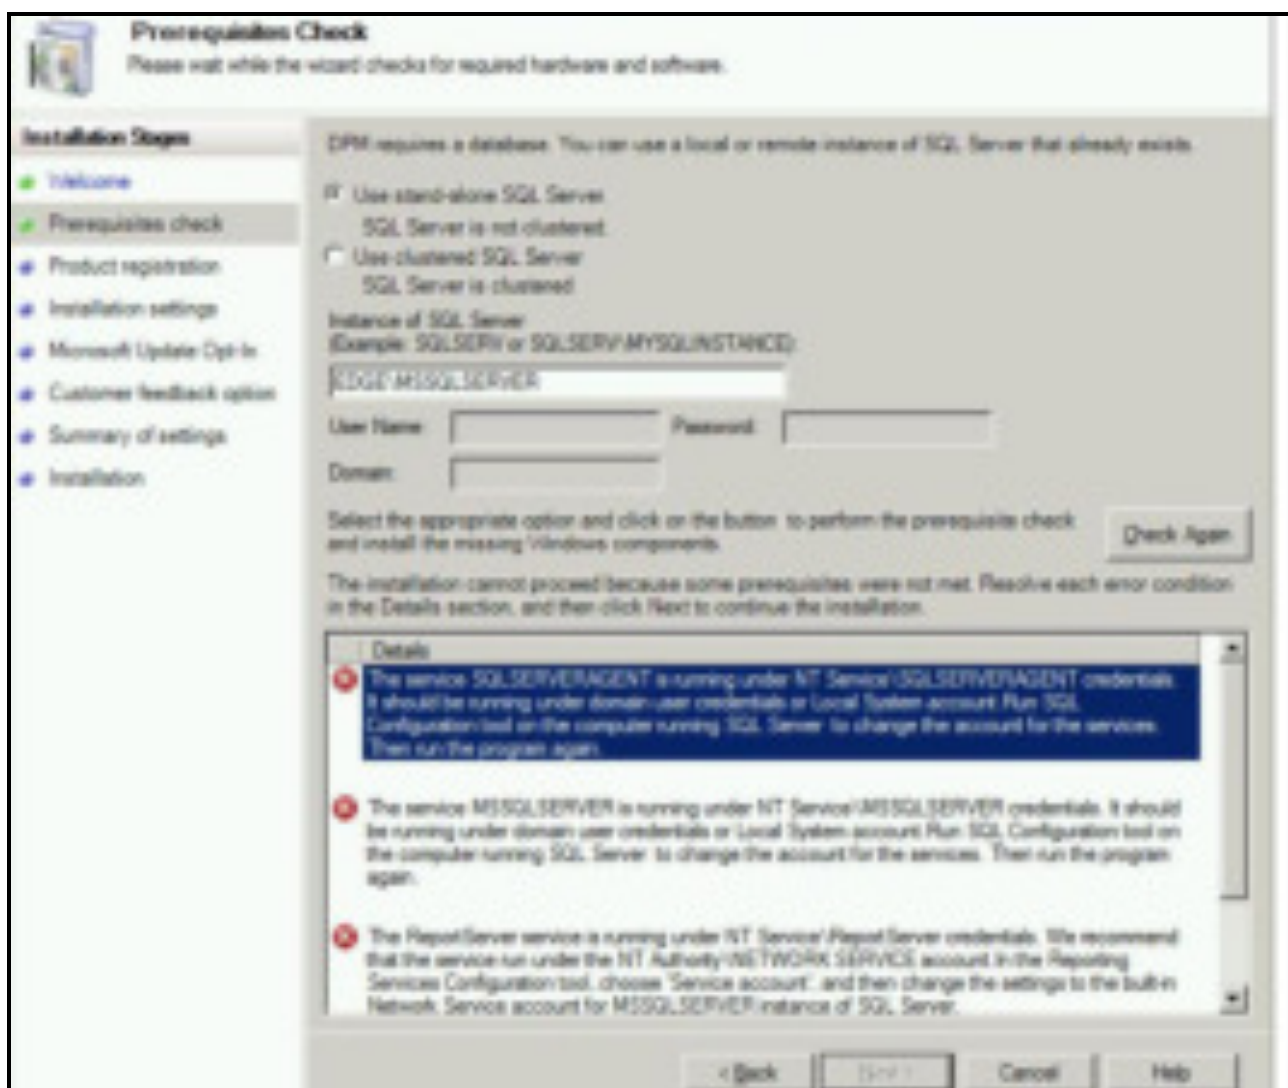 Prerequisites Check
Please wait while the wizard checks for required hardware and software.
Installation Stages
Welcome
Prerequisites check
Product registration
Installation settings
Microsoft Update Opt-In
Customer feedback option
Summary of settings
Installation
DPM requires a database. You can use a local or remote instance of SQL Server that already exists.
Use stand-alone SQL Server
SQL Server is not clustered.
Use clustered SQL Server
SQL Server is clustered
Instance of SQL Server
(Example: SQLSERV or SQLSERV\MYSQLINSTANCE):
EDGE\MSSQLSERVER
User Name:
Password:
Domain:
Select the appropriate option and click on the button to perform the prerequisite check
and install the missing Windows components.
Check Again
The installation cannot proceed because some prerequisites were not met. Resolve each error condition
in the Details section, and then click Next to continue the installation.
Details
The service SQLSERVERAGENT is running under NT Service\SQLSERVERAGENT credentials.
It should be running under domain user credentials or Local System account.Run SQL
Configuration tool on the computer running SQL Server to change the account for the services.
Then run the program again.
The service MSSQLSERVER is running under NT Service\MSSQLSERVER credentials. It should
be running under domain user credentials or Local System account.Run SQL Configuration tool on
the computer running SQL Server to change the account for the services. Then run the program
again.
The ReportServer service is running under NT Service\ReportServer credentials. We recommend
that the service run under the NT Authority\NETWORK SERVICE account.In the Reporting
Services Configuration tool, choose 'Service account', and then change the settings to the built-in
Network Service account for MSSQLSERVER instance of SQL Server.
< Back
Next >
Cancel
Help